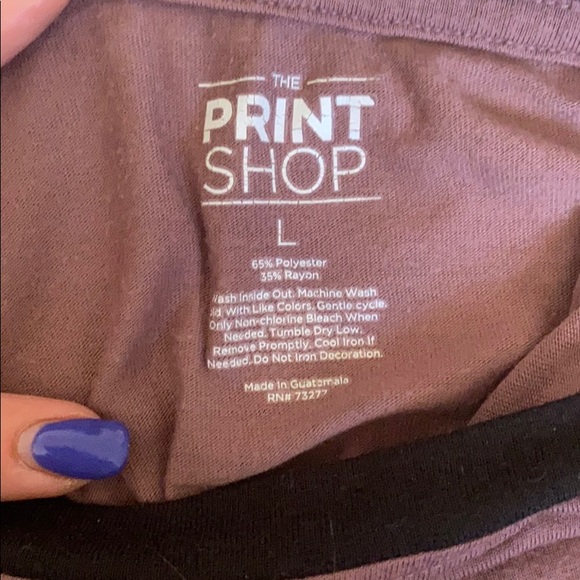 THE
PRINT
SHOP
L
65% Polyester
35% Rayon
Wash Inside Out. Machine Wash
With Like Colors. Gentle cycle.
Only Non-chlorine Bleach When
Needed. Tumble Dry Low.
Remove Promptly. Cool Iron If
Needed. Do Not Iron Decoration.
Made in Guatemala
RN# 73277